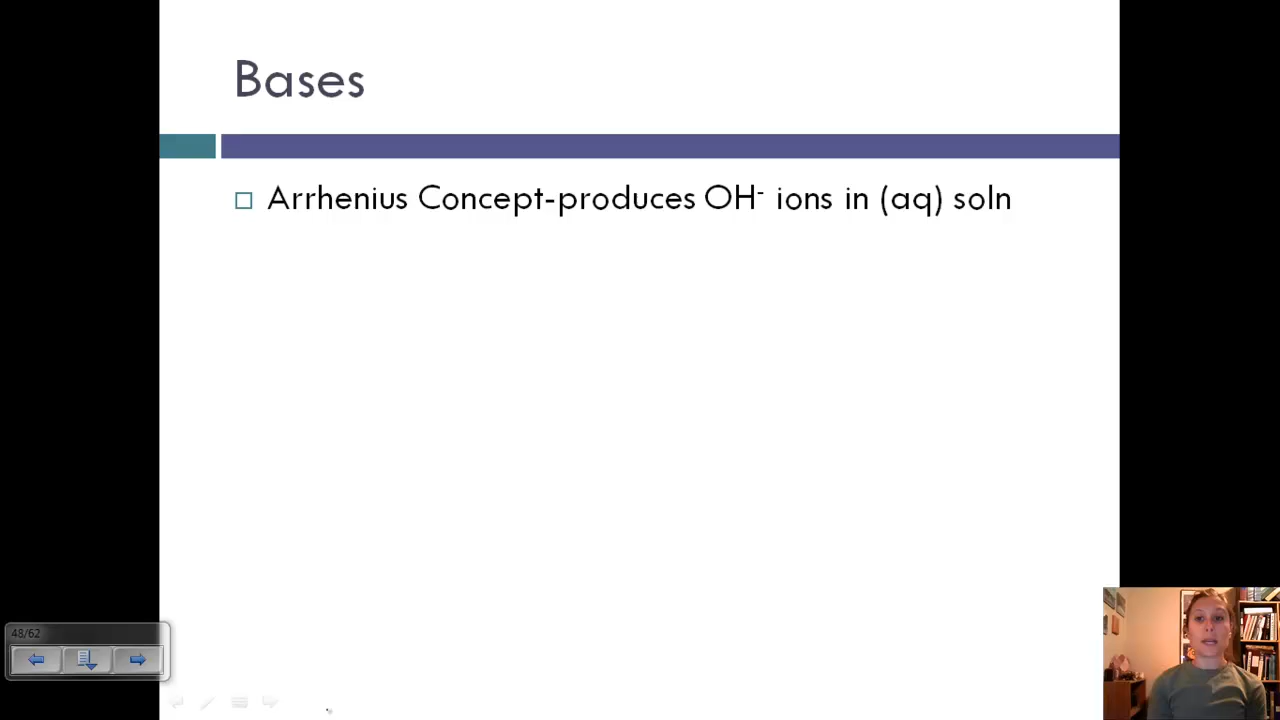 Bases
Arrhenius Concept-produces OH⁻ ions in (aq) soln
48/62